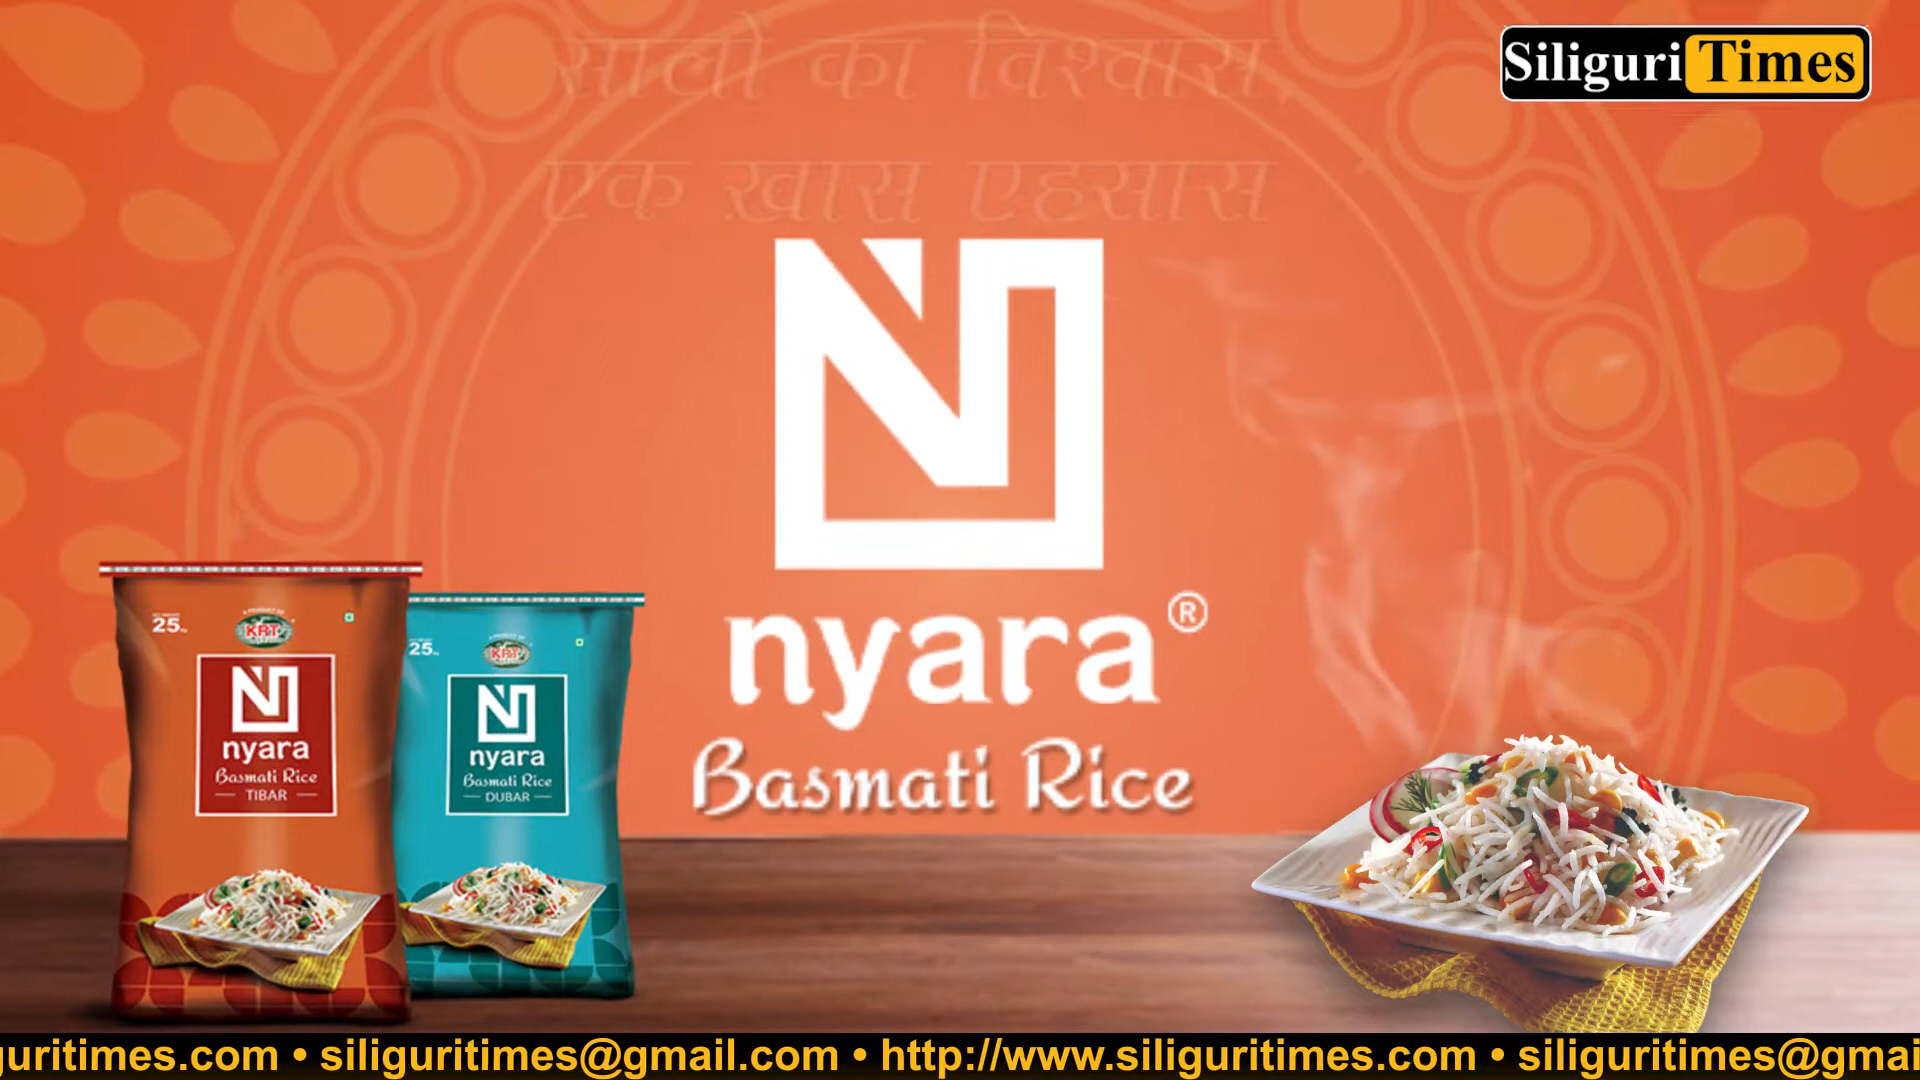 सालों का विश्वास,
एक ख़ास एहसास
Siliguri Times
nyara®
Basmati Rice
25
KRT
nyara
Basmati Rice
TIBAR
25
KRT
nyara
Basmati Rice
DUBAR
guritimes.com • siliguritimes@gmail.com • http://www.siliguritimes.com • siliguritimes@gmai